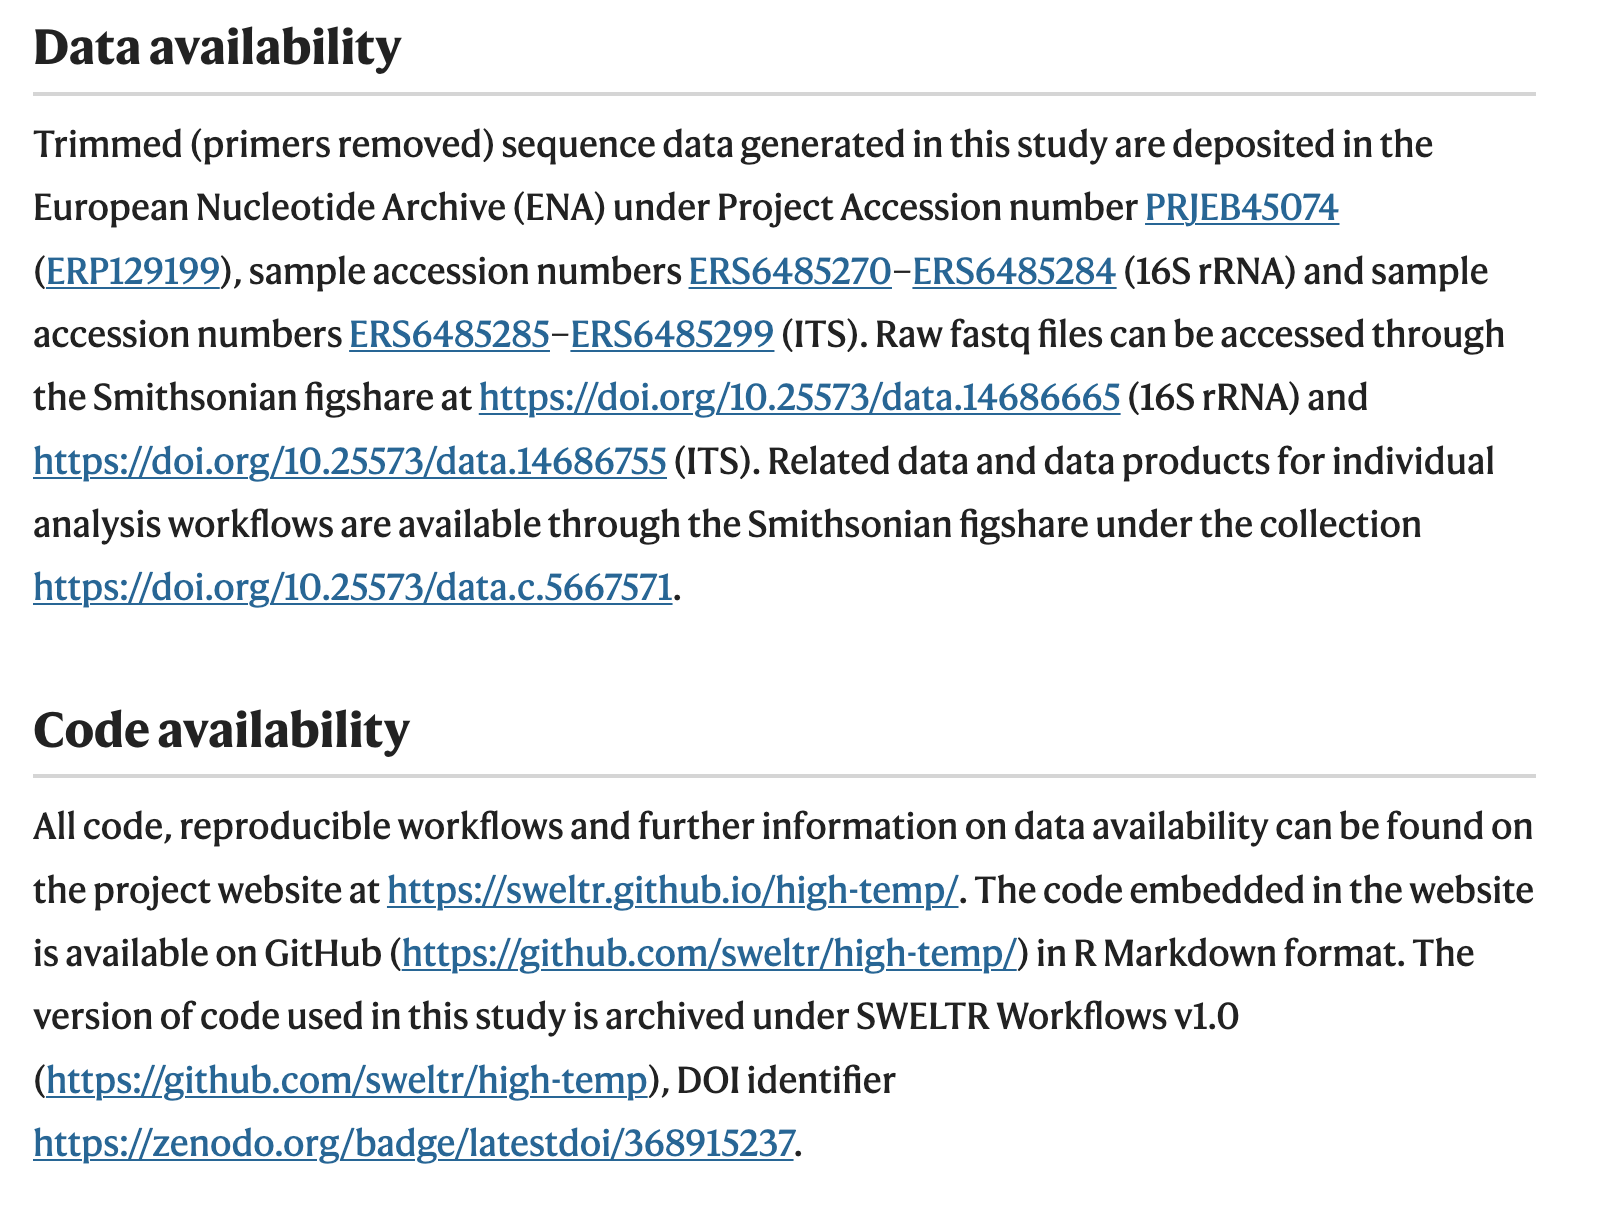 Data availability
Trimmed (primers removed) sequence data generated in this study are deposited in the
European Nucleotide Archive (ENA) under Project Accession number PRJEB45074
(ERP129199), sample accession numbers ERS6485270–ERS6485284 (16S rRNA) and sample
accession numbers ERS6485285–ERS6485299 (ITS). Raw fastq files can be accessed through
the Smithsonian figshare at https://doi.org/10.25573/data.14686665 (16S rRNA) and
https://doi.org/10.25573/data.14686755 (ITS). Related data and data products for individual
analysis workflows are available through the Smithsonian figshare under the collection
https://doi.org/10.25573/data.c.5667571.
Code availability
All code, reproducible workflows and further information on data availability can be found on
the project website at https://sweltr.github.io/high-temp/. The code embedded in the website
is available on GitHub (https://github.com/sweltr/high-temp/) in R Markdown format. The
version of code used in this study is archived under SWELTR Workflows v1.0
(https://github.com/sweltr/high-temp), DOI identifier
https://zenodo.org/badge/latestdoi/368915237.